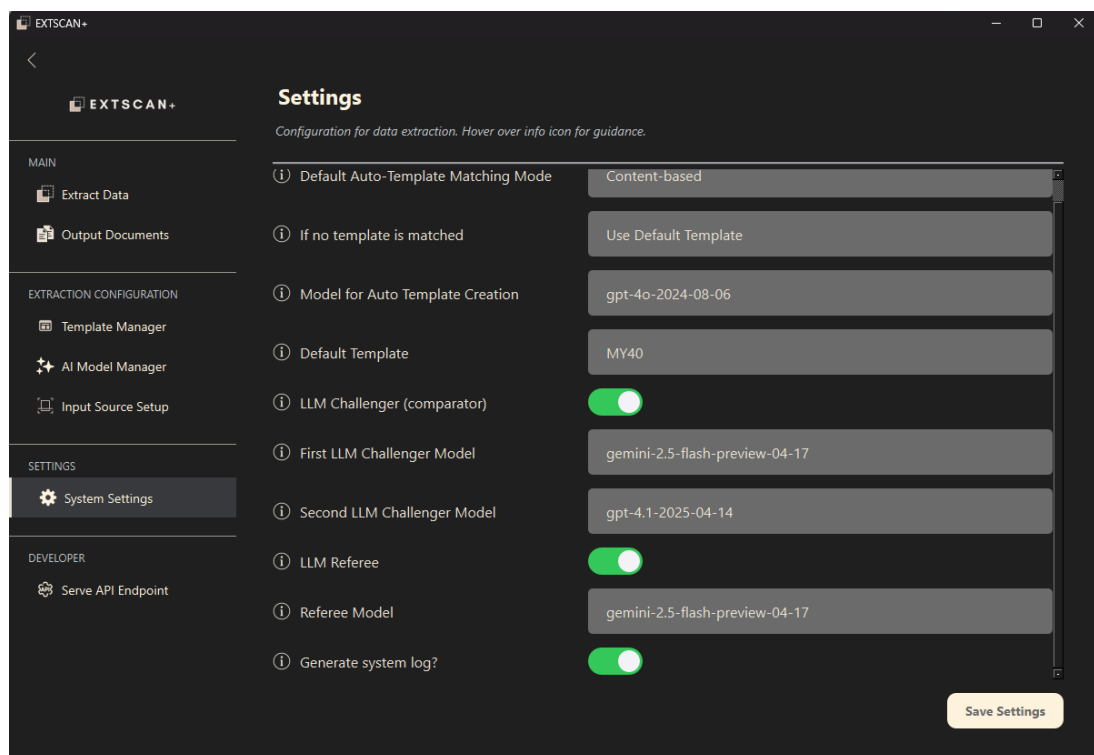 EXTSCAN+
EXTSCAN+
MAIN
Extract Data
Output Documents
EXTRACTION CONFIGURATION
Template Manager
AI Model Manager
Input Source Setup
SETTINGS
System Settings
DEVELOPER
Serve API Endpoint
Settings
Configuration for data extraction. Hover over info icon for guidance.
Default Auto-Template Matching Mode Content-based
If no template is matched Use Default Template
Model for Auto Template Creation gpt-4o-2024-08-06
Default Template MY40
LLM Challenger (comparator)
First LLM Challenger Model gemini-2.5-flash-preview-04-17
Second LLM Challenger Model gpt-4.1-2025-04-14
LLM Referee
Referee Model gemini-2.5-flash-preview-04-17
Generate system log?
Save Settings